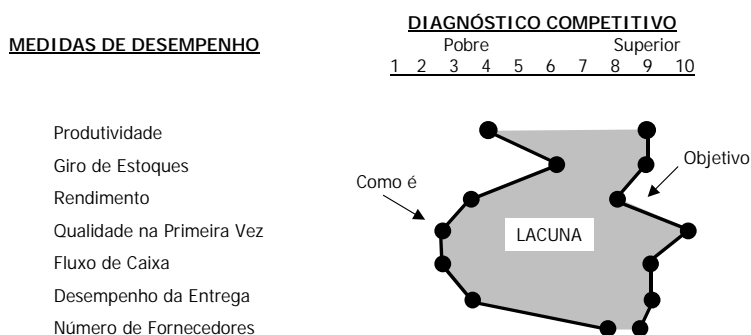 DIAGNÓSTICO COMPETITIVO
MEDIDAS DE DESEMPENHO
Pobre Superior
1 2 3 4 5 6 7 8 9 10
Produtividade
Giro de Estoques
Objetivo
Como é
Rendimento
Qualidade na Primeira Vez
LACUNA
Fluxo de Caixa
Desempenho da Entrega
Número de Fornecedores